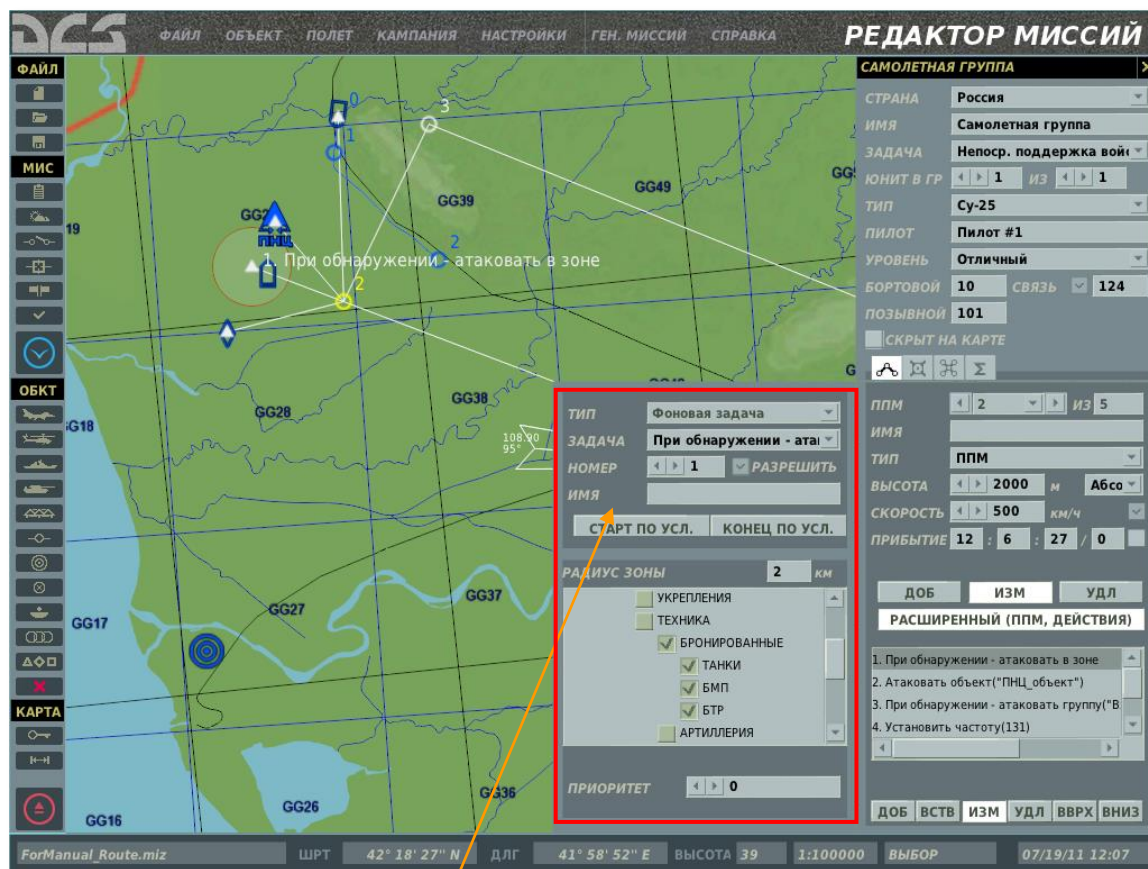 DCS
ФАЙЛ ОБЪЕКТ ПОЛЕТ КАМПАНИЯ НАСТРОЙКИ ГЕН. МИССИЙ СПРАВКА
РЕДАКТОР МИССИЙ
ФАЙЛ
МИС
ОБКТ
КАРТА
0
1
3
GG49
GG39
19
ПНЦ
2
1. При обнаружении - атаковать в зоне
2
GG38
GG28
G18
108.90
95°
GG37
GG27
GG17
GG36
GG26
GG16
ТИП Фоновая задача
ЗАДАЧА При обнаружении - ата
НОМЕР 1 РАЗРЕШИТЬ
ИМЯ
СТАРТ ПО УСЛ. КОНЕЦ ПО УСЛ.
РАДИУС ЗОНЫ 2 КМ
УКРЕПЛЕНИЯ
ТЕХНИКА
БРОНИРОВАННЫЕ
ТАНКИ
БМП
БТР
АРТИЛЛЕРИЯ
ПРИОРИТЕТ 0
САМОЛЕТНАЯ ГРУППА X
СТРАНА Россия
ИМЯ Самолетная группа
ЗАДАЧА Непоср. поддержка войс
ЮНИТ В ГР 1 ИЗ 1
ТИП Су-25
ПИЛОТ Пилот #1
УРОВЕНЬ Отличный
БОРТОВОЙ 10 СВЯЗЬ 124
ПОЗЫВНОЙ 101
СКРЫТ НА КАРТЕ
Σ
ППМ 2 ИЗ 5
ИМЯ
ТИП ППМ
ВЫСОТА 2000 м Абсо
СКОРОСТЬ 500 км/ч
ПРИБЫТИЕ 12 : 6 : 27 / 0
ДОБ ИЗМ УДЛ
РАСШИРЕННЫЙ (ППМ, ДЕЙСТВИЯ)
1. При обнаружении - атаковать в зоне
2. Атаковать объект("ПНЦ_объект")
3. При обнаружении - атаковать группу("В
4. Установить частоту(131)
ДОБ ВСТВ ИЗМ УДЛ ВВРХ ВНИЗ
ForManual_Route.miz ШРТ 42° 18' 27" N ДЛГ 41° 58' 52" E ВЫСОТА 39 1:100000 ВЫБОР 07/19/11 12:07